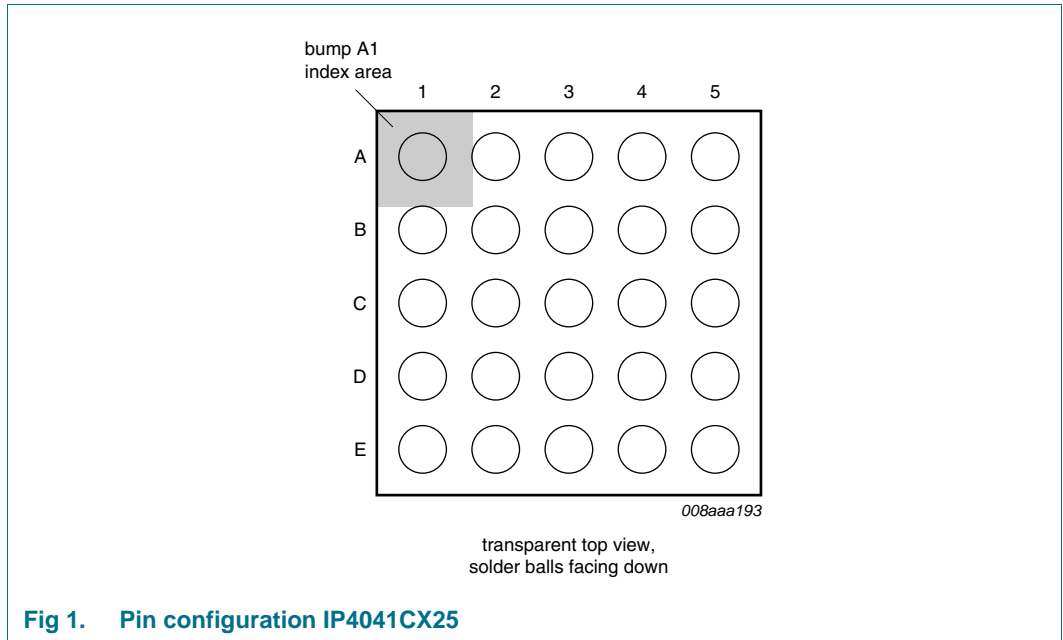 bump A1
index area
1 2 3 4 5
A
B
C
D
E
008aaa193
transparent top view,
solder balls facing down
Fig 1. Pin configuration IP4041CX25